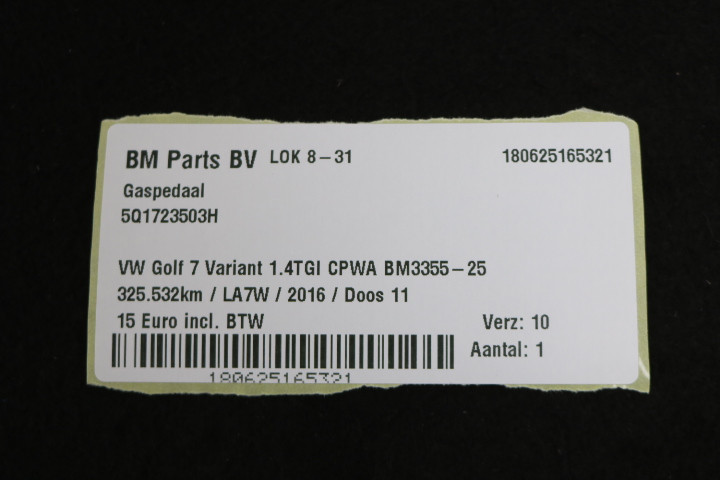 BM Parts BV LOK 8-31 180625165321
Gaspedaal
5Q1723503H
VW Golf 7 Variant 1.4TGI CPWA BM3355-25
325.532km / LA7W / 2016 / Doos 11
15 Euro incl. BTW Verz: 10
Aantal: 1
180625165321